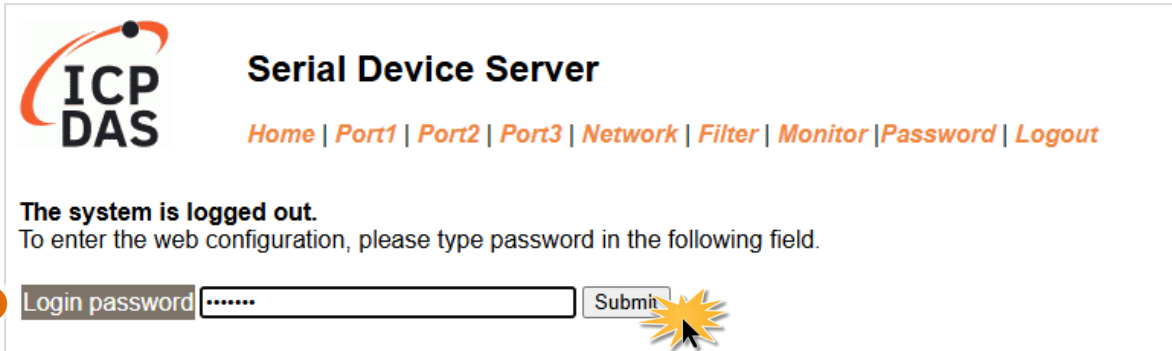 ICP
DAS
Serial Device Server
Home | Port1 | Port2 | Port3 | Network | Filter | Monitor |Password | Logout
The system is logged out.
To enter the web configuration, please type password in the following field.
Login password ••••••• Submit